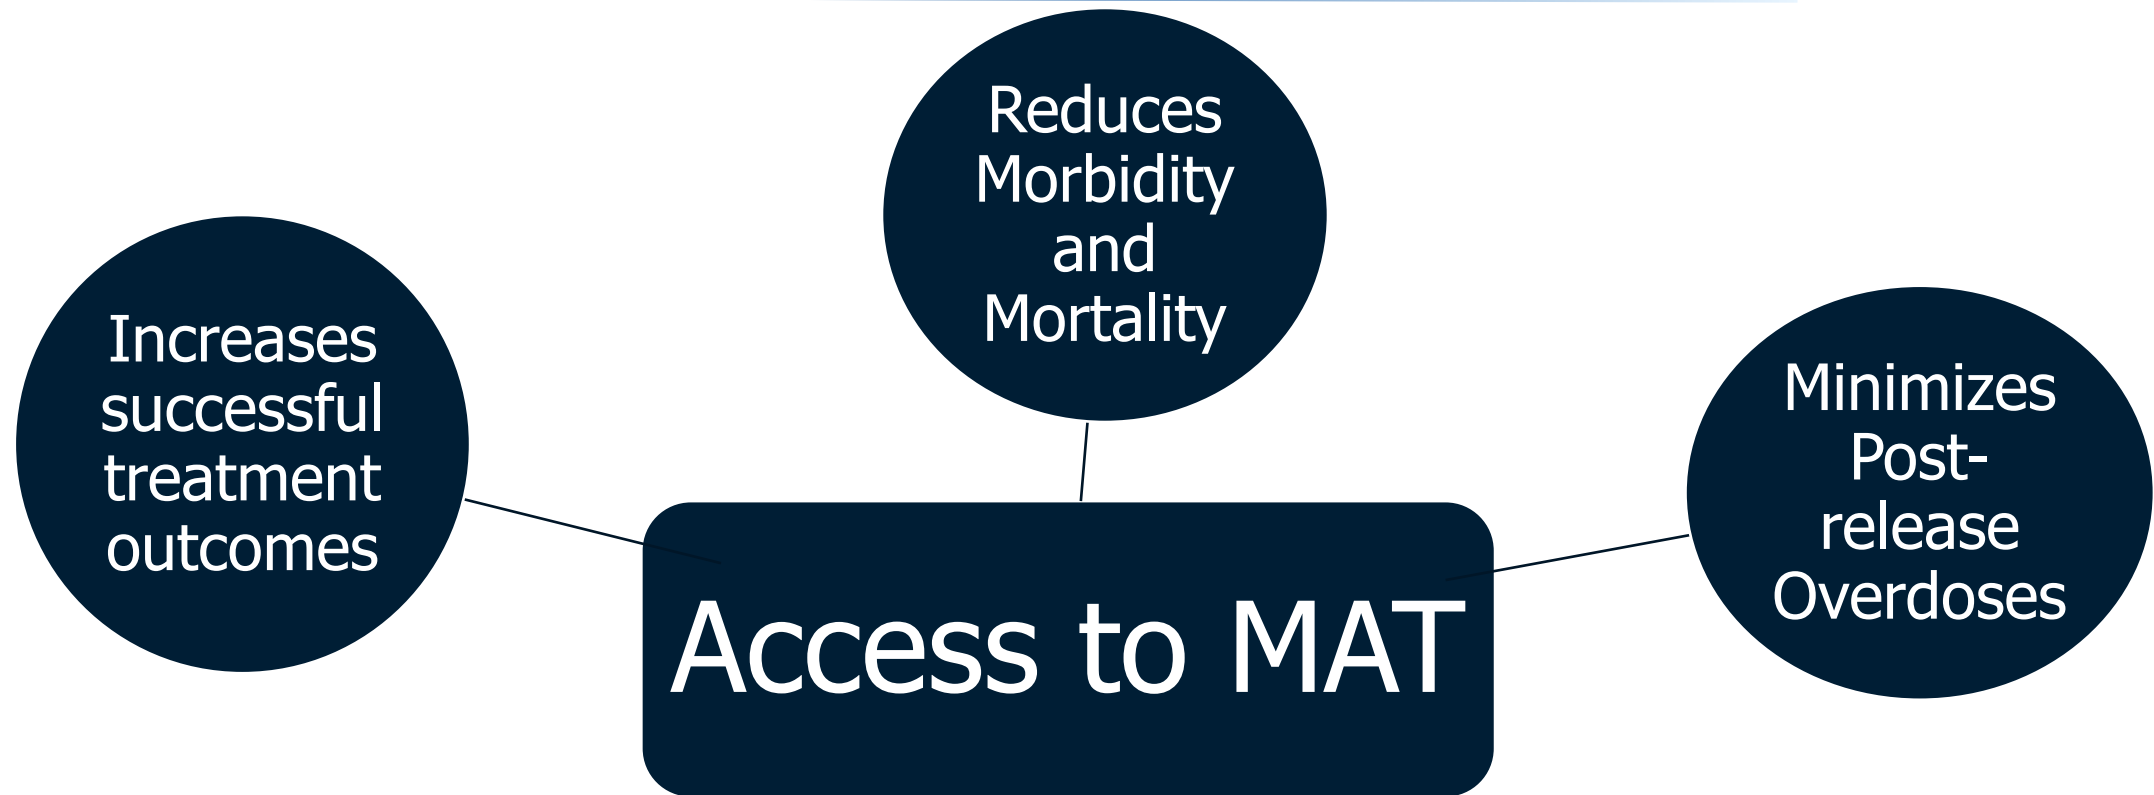 Increases
successful
treatment
outcomes
Reduces
Morbidity
and
Mortality
Minimizes
Post-
release
Overdoses
Access to MAT